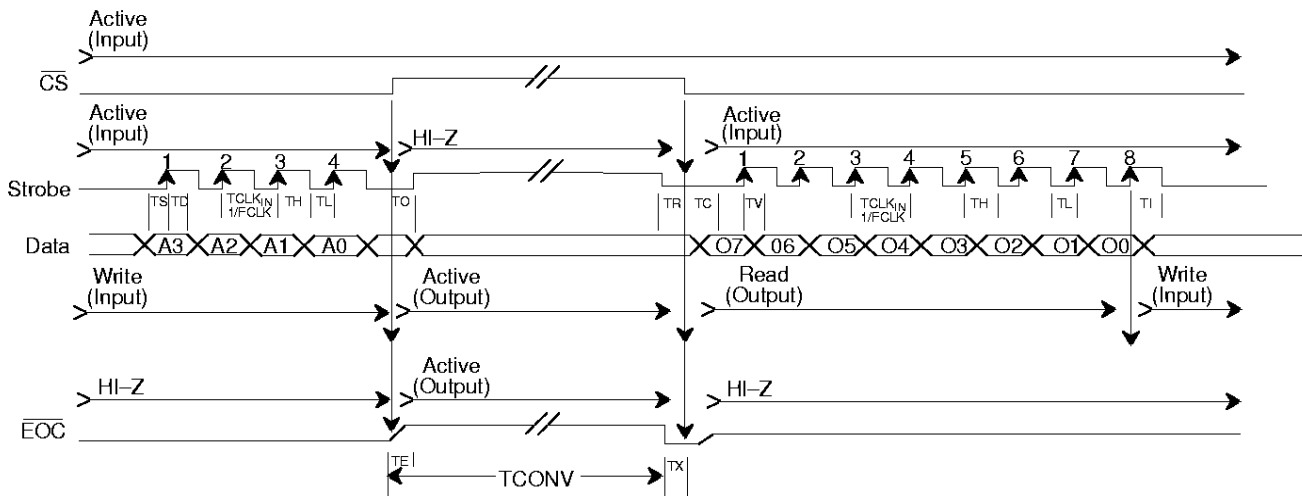 Active
(Input)
CS
Active
(Input)
HI–Z
Active
(Input)
1 2 3 4 1 2 3 4 5 6 7 8
Strobe
TS TD TCLKIN TH TL TO TR TC TV TCLKIN TH TL TI
1/FCLK 1/FCLK
Data A3 A2 A1 A0 O7 06 O5 O4 O3 O2 O1 O0
Write
(Input)
Active
(Output)
Read
(Output)
Write
(Input)
HI–Z
Active
(Output)
HI–Z
EOC
TE TCONV TX